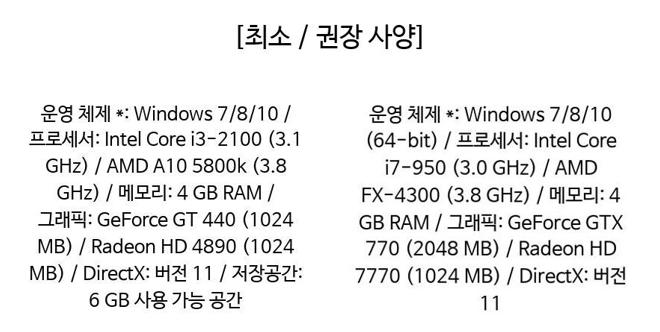 [최소 / 권장 사양]
운영 체제 *: Windows 7/8/10 /
프로세서: Intel Core i3-2100 (3.1
GHz) / AMD A10 5800k (3.8
GHz) / 메모리: 4 GB RAM /
그래픽: GeForce GT 440 (1024
MB) / Radeon HD 4890 (1024
MB) / DirectX: 버전 11 / 저장공간:
6 GB 사용 가능 공간
운영 체제 *: Windows 7/8/10
(64-bit) / 프로세서: Intel Core
i7-950 (3.0 GHz) / AMD
FX-4300 (3.8 GHz) / 메모리: 4
GB RAM / 그래픽: GeForce GTX
770 (2048 MB) / Radeon HD
7770 (1024 MB) / DirectX: 버전
11